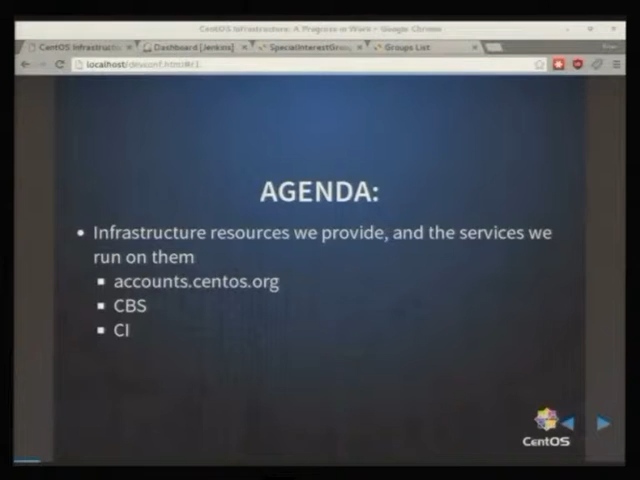 CentOS Infrastructure: A Progress in Work - Google Chrome
CentOS Infrastructu
Dashboard [Jenkins]
SpecialInterestGrou
Groups List
localhost/devconf.html#/1
AGENDA:
Infrastructure resources we provide, and the services we
run on them
accounts.centos.org
CBS
CI
CentOS